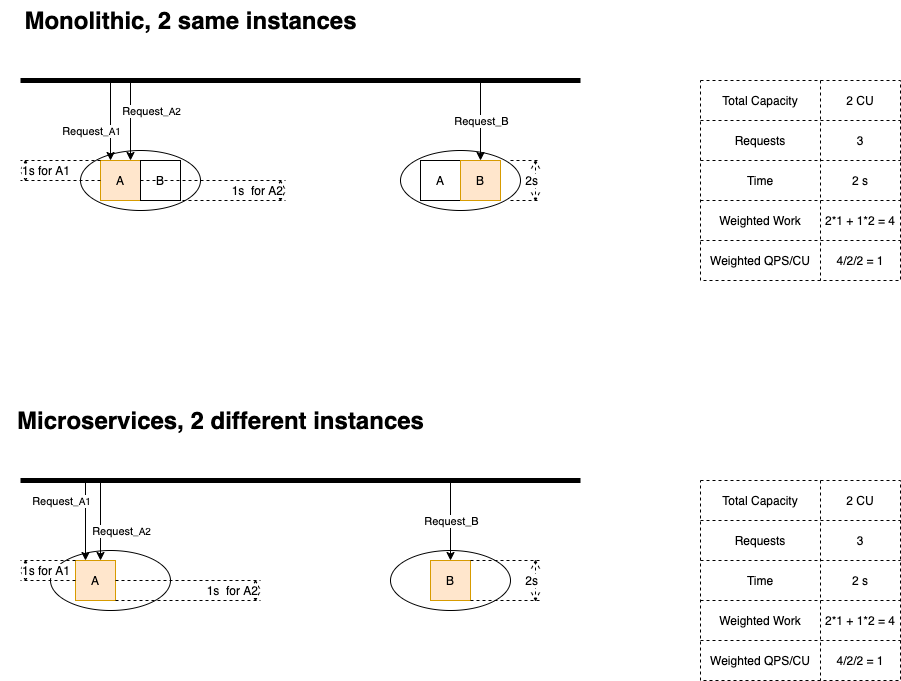 Monolithic, 2 same instances
Request_A2
Request_A1
Request_B
1s for A1
A
B
1s for A2
A
B
2s
Total Capacity 2 CU
Requests 3
Time 2 s
Weighted Work 2*1 + 1*2 = 4
Weighted QPS/CU 4/2/2 = 1
Microservices, 2 different instances
Request_A1
Request_A2
Request_B
1s for A1
A
1s for A2
B
2s
Total Capacity 2 CU
Requests 3
Time 2 s
Weighted Work 2*1 + 1*2 = 4
Weighted QPS/CU 4/2/2 = 1